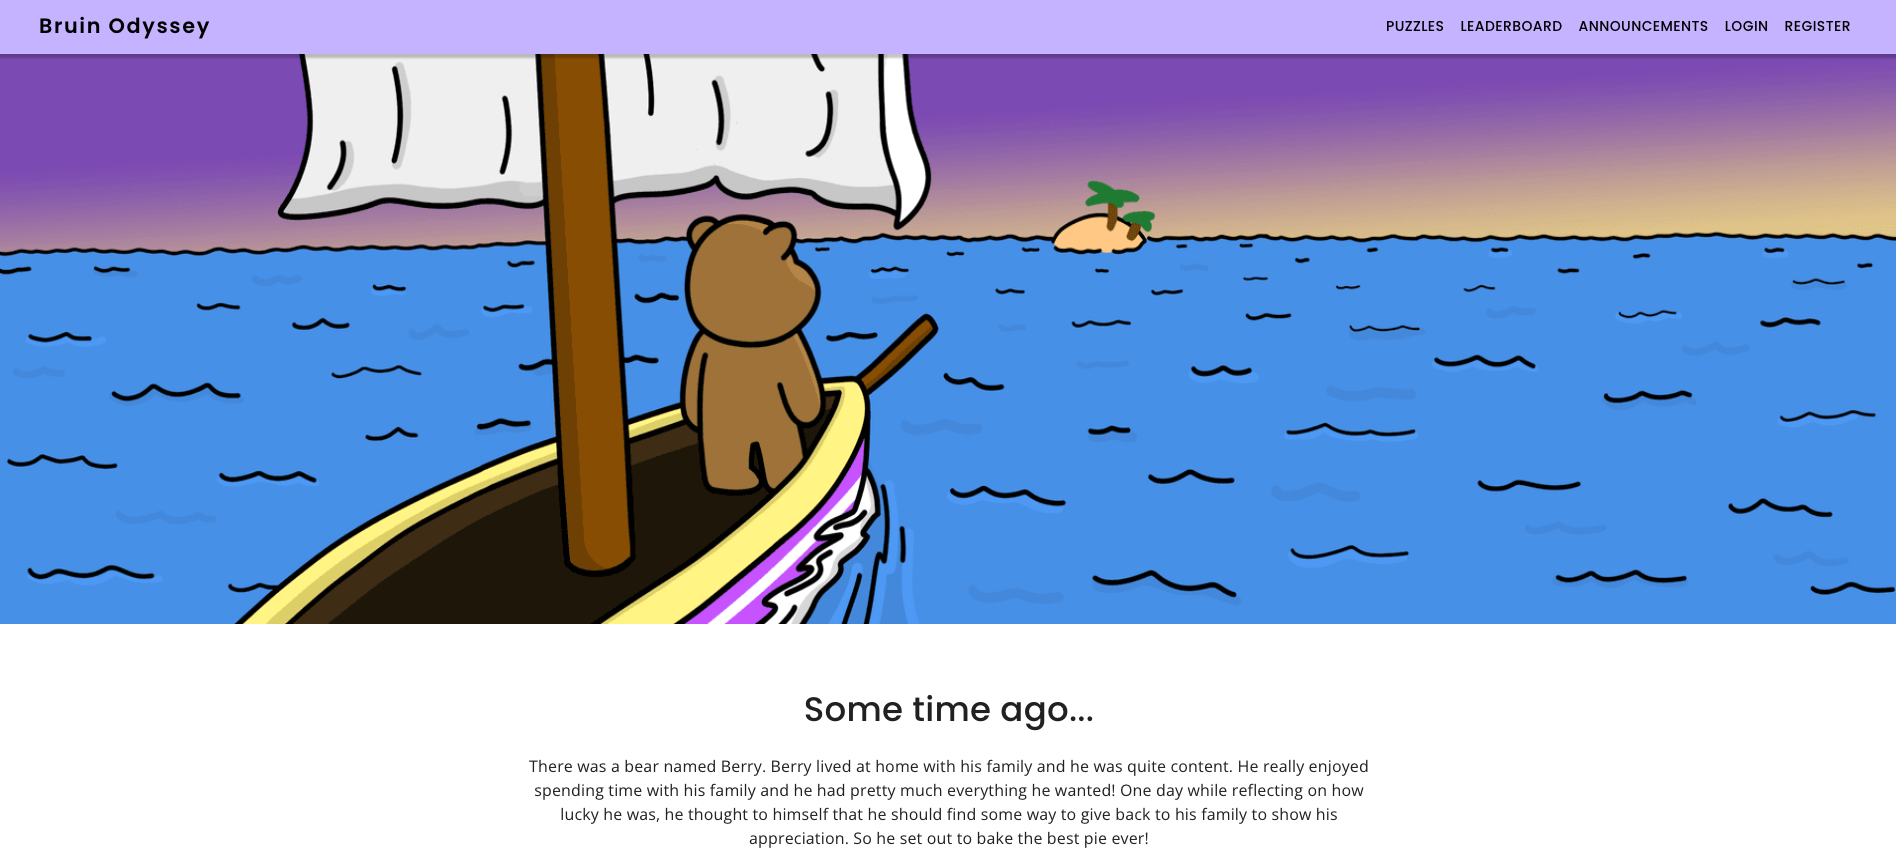 Bruin Odyssey
PUZZLES LEADERBOARD ANNOUNCEMENTS LOGIN REGISTER
Some time ago...
There was a bear named Berry. Berry lived at home with his family and he was quite content. He really enjoyed
spending time with his family and he had pretty much everything he wanted! One day while reflecting on how
lucky he was, he thought to himself that he should find some way to give back to his family to show his
appreciation. So he set out to bake the best pie ever!